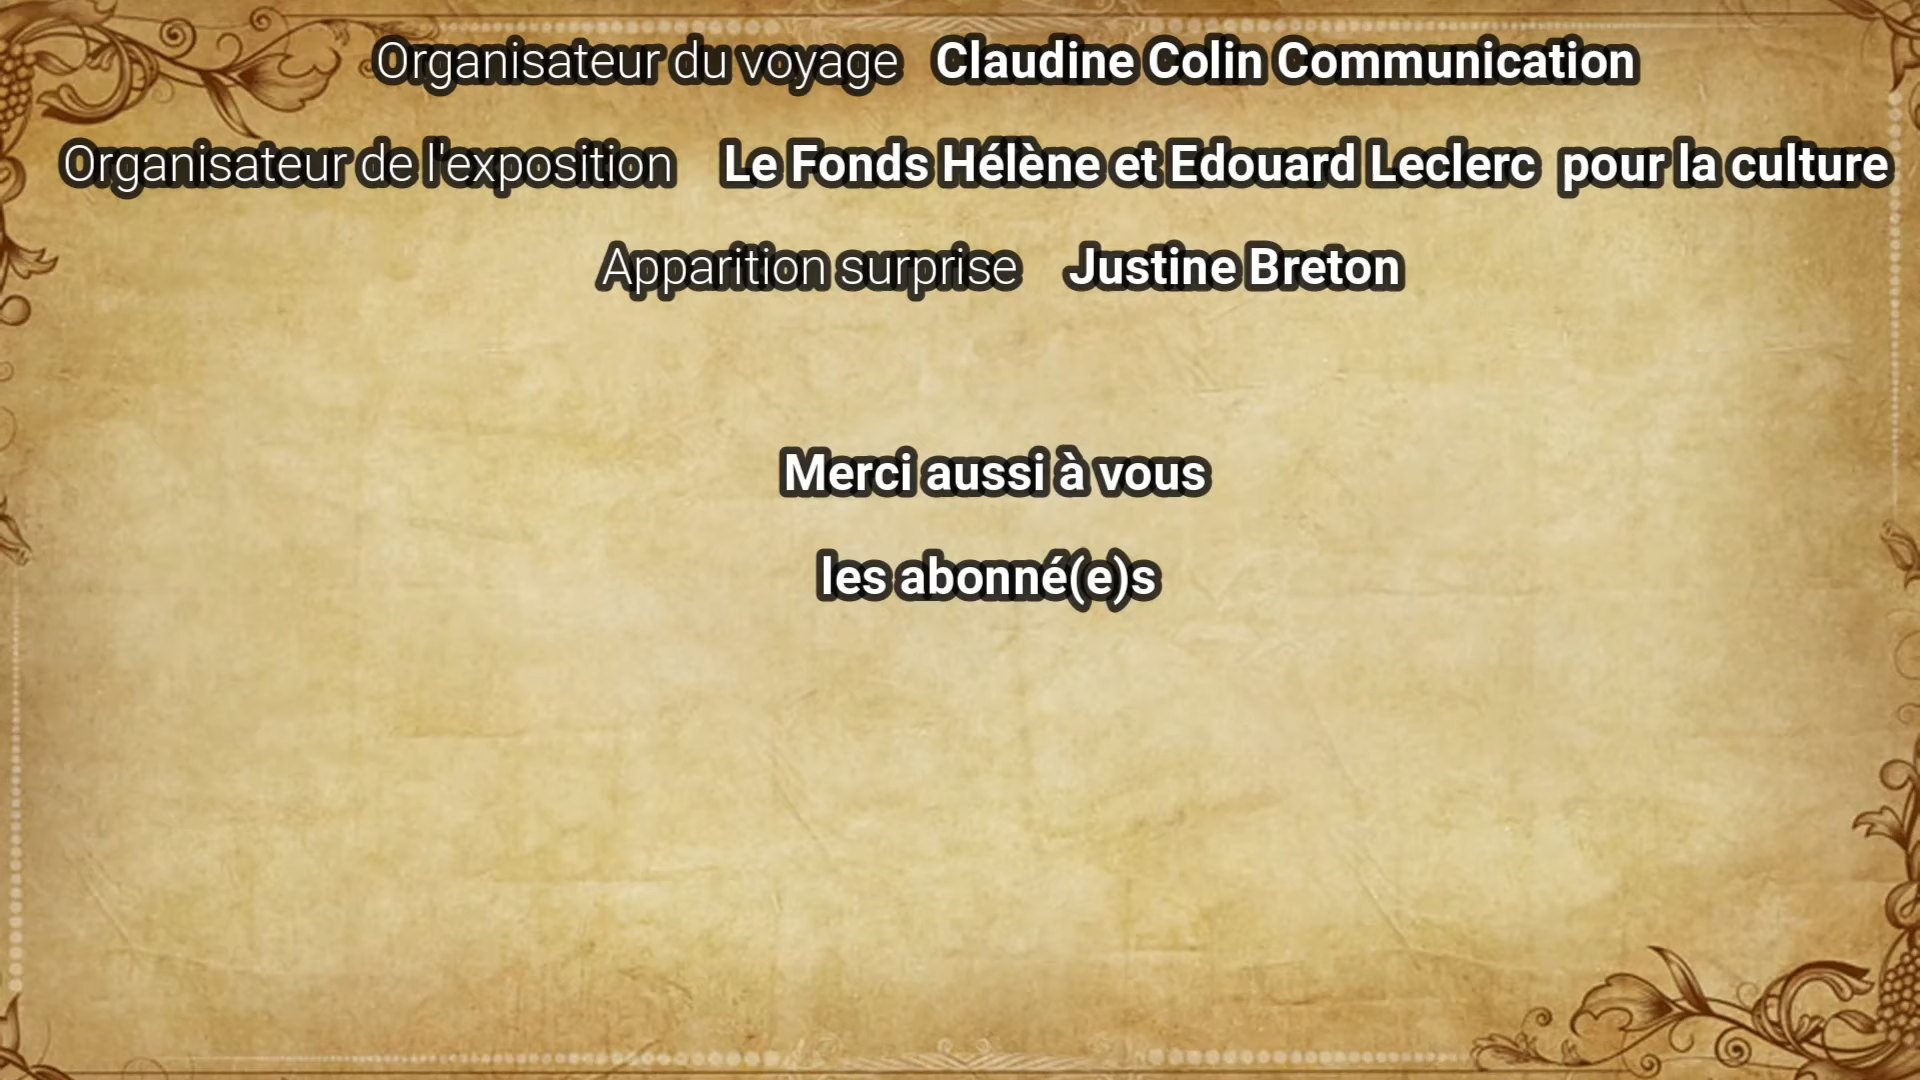 Organisateur du voyage Claudine Colin Communication
Organisateur de l'exposition Le Fonds Hélène et Edouard Leclerc pour la culture
Apparition surprise Justine Breton
Merci aussi à vous
les abonné(e)s